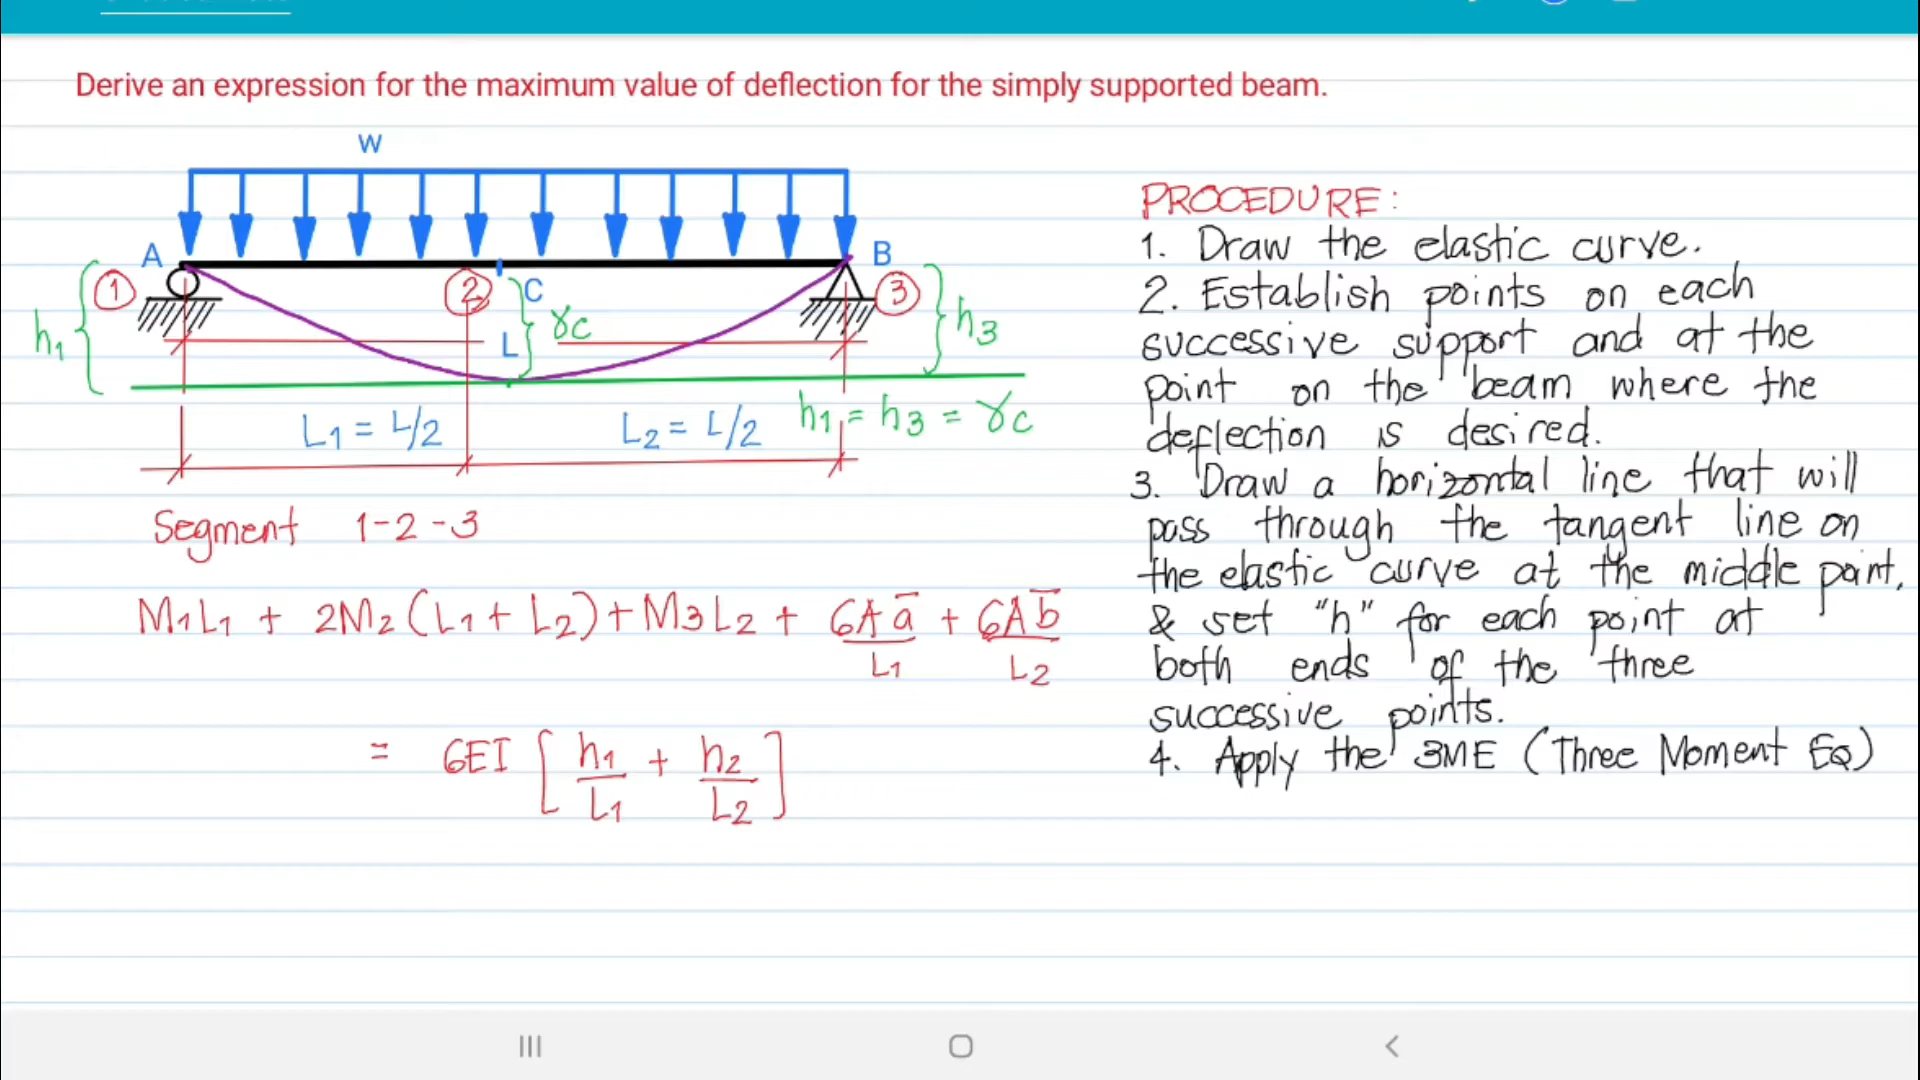 Derive an expression for the maximum value of deflection for the simply supported beam.
w
A
B
1
2
C
3
h1
γc
L
h3
L1 = L/2
L2 = L/2
h1 = h3 = γc
Segment 1-2-3
M1L1 + 2M2 (L1 + L2) + M3L2 + 6Aā/L1 + 6Ab̄/L2
= 6EI [ h1/L1 + h2/L2 ]
PROCEDURE:
1. Draw the elastic curve.
2. Establish points on each
successive support and at the
point on the beam where the
deflection is desired.
3. Draw a horizontal line that will
pass through the tangent line on
the elastic curve at the middle point,
& set "h" for each point at
both ends of the three
successive points.
4. Apply the 3ME (Three Moment EQ)